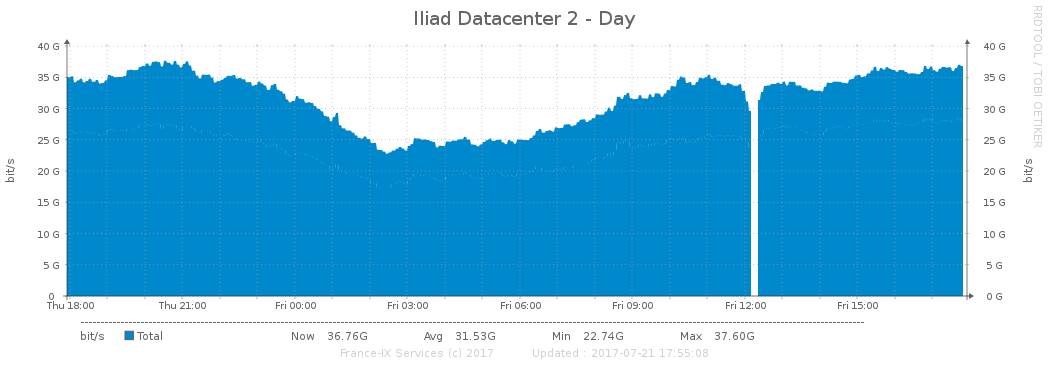 Iliad Datacenter 2 - Day
RRDTOOL / TOBI OETIKER
40 G 40 G
35 G 35 G
30 G 30 G
25 G 25 G
20 G 20 G
15 G 15 G
10 G 10 G
5 G 5 G
0 0 G
bit/s bit/s
Thu 18:00 Thu 21:00 Fri 00:00 Fri 03:00 Fri 06:00 Fri 09:00 Fri 12:00 Fri 15:00
bit/s Total Now 36.76G Avg 31.53G Min 22.74G Max 37.60G
France-IX Services (c) 2017 Updated : 2017-07-21 17:55:08